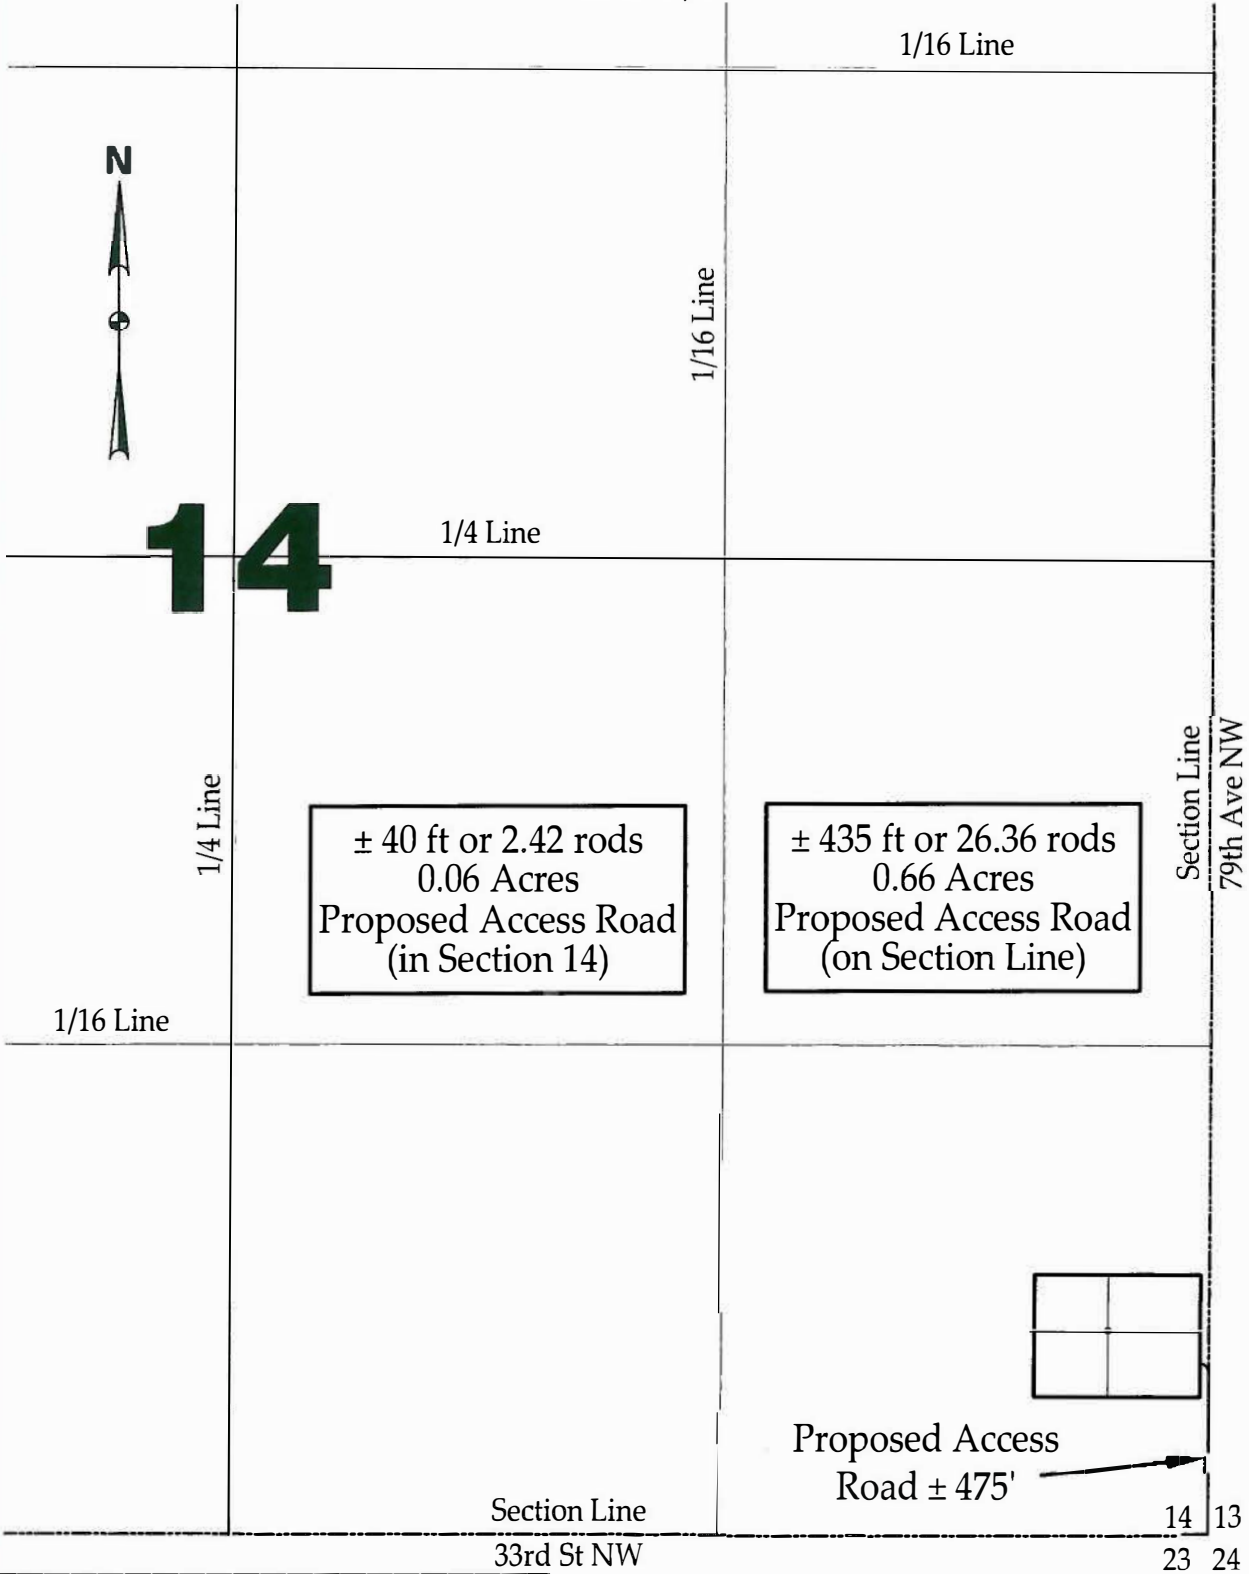 1/16 Line
N
1/16 Line
14
1/4 Line
Section Line
79th Ave NW
1/4 Line
± 40 ft or 2.42 rods
0.06 Acres
Proposed Access Road
(in Section 14)
± 435 ft or 26.36 rods
0.66 Acres
Proposed Access Road
(on Section Line)
1/16 Line
Proposed Access
Road ± 475'
Section Line
14 13
33rd St NW
23 24